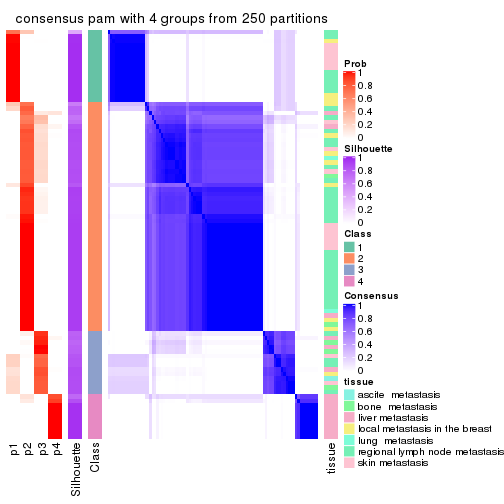 consensus pam with 4 groups from 250 partitions
Prob
1
0.8
0.6
0.4
0.2
0
Silhouette
1
0.8
0.6
0.4
0.2
0
Class
1
2
3
4
Consensus
1
0.8
0.6
0.4
0.2
0
tissue
ascite metastasis
bone metastasis
liver metastasis
local metastasis in the breast
lung metastasis
regional lymph node metastasis
skin metastasis
p1
p2
p3
p4
Silhouette
Class
tissue